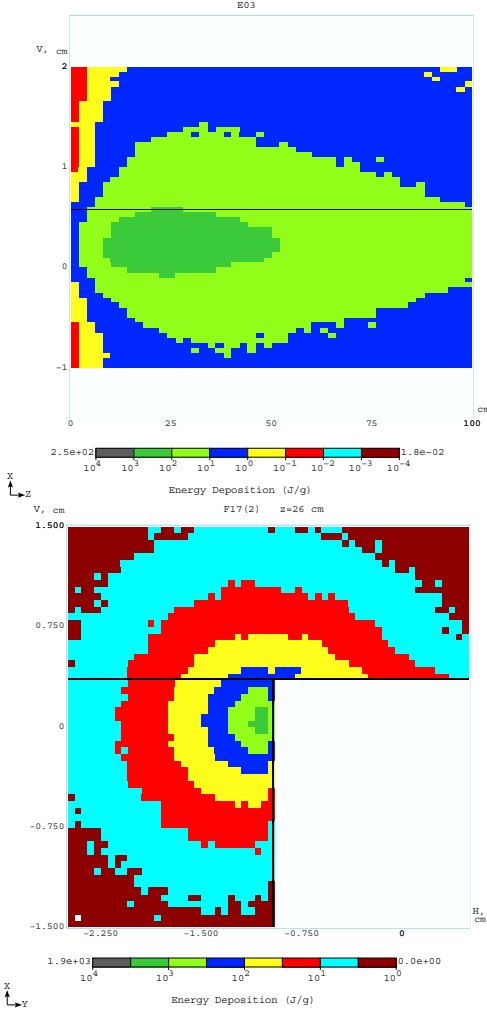 E03
V, cm
2
1
0
-1
cm
0 25 50 75 100
2.5e+02 1.8e-02
10^4 10^3 10^2 10^1 10^0 10^-1 10^-2 10^-3 10^-4
X
Z
Energy Deposition (J/g)
V, cm F17(2) z=26 cm
1.500
0.750
0
-0.750
-1.500
H, cm
-2.250 -1.500 -0.750 0
1.9e+03 0.0e+00
10^4 10^3 10^2 10^1 10^0
X
Y
Energy Deposition (J/g)